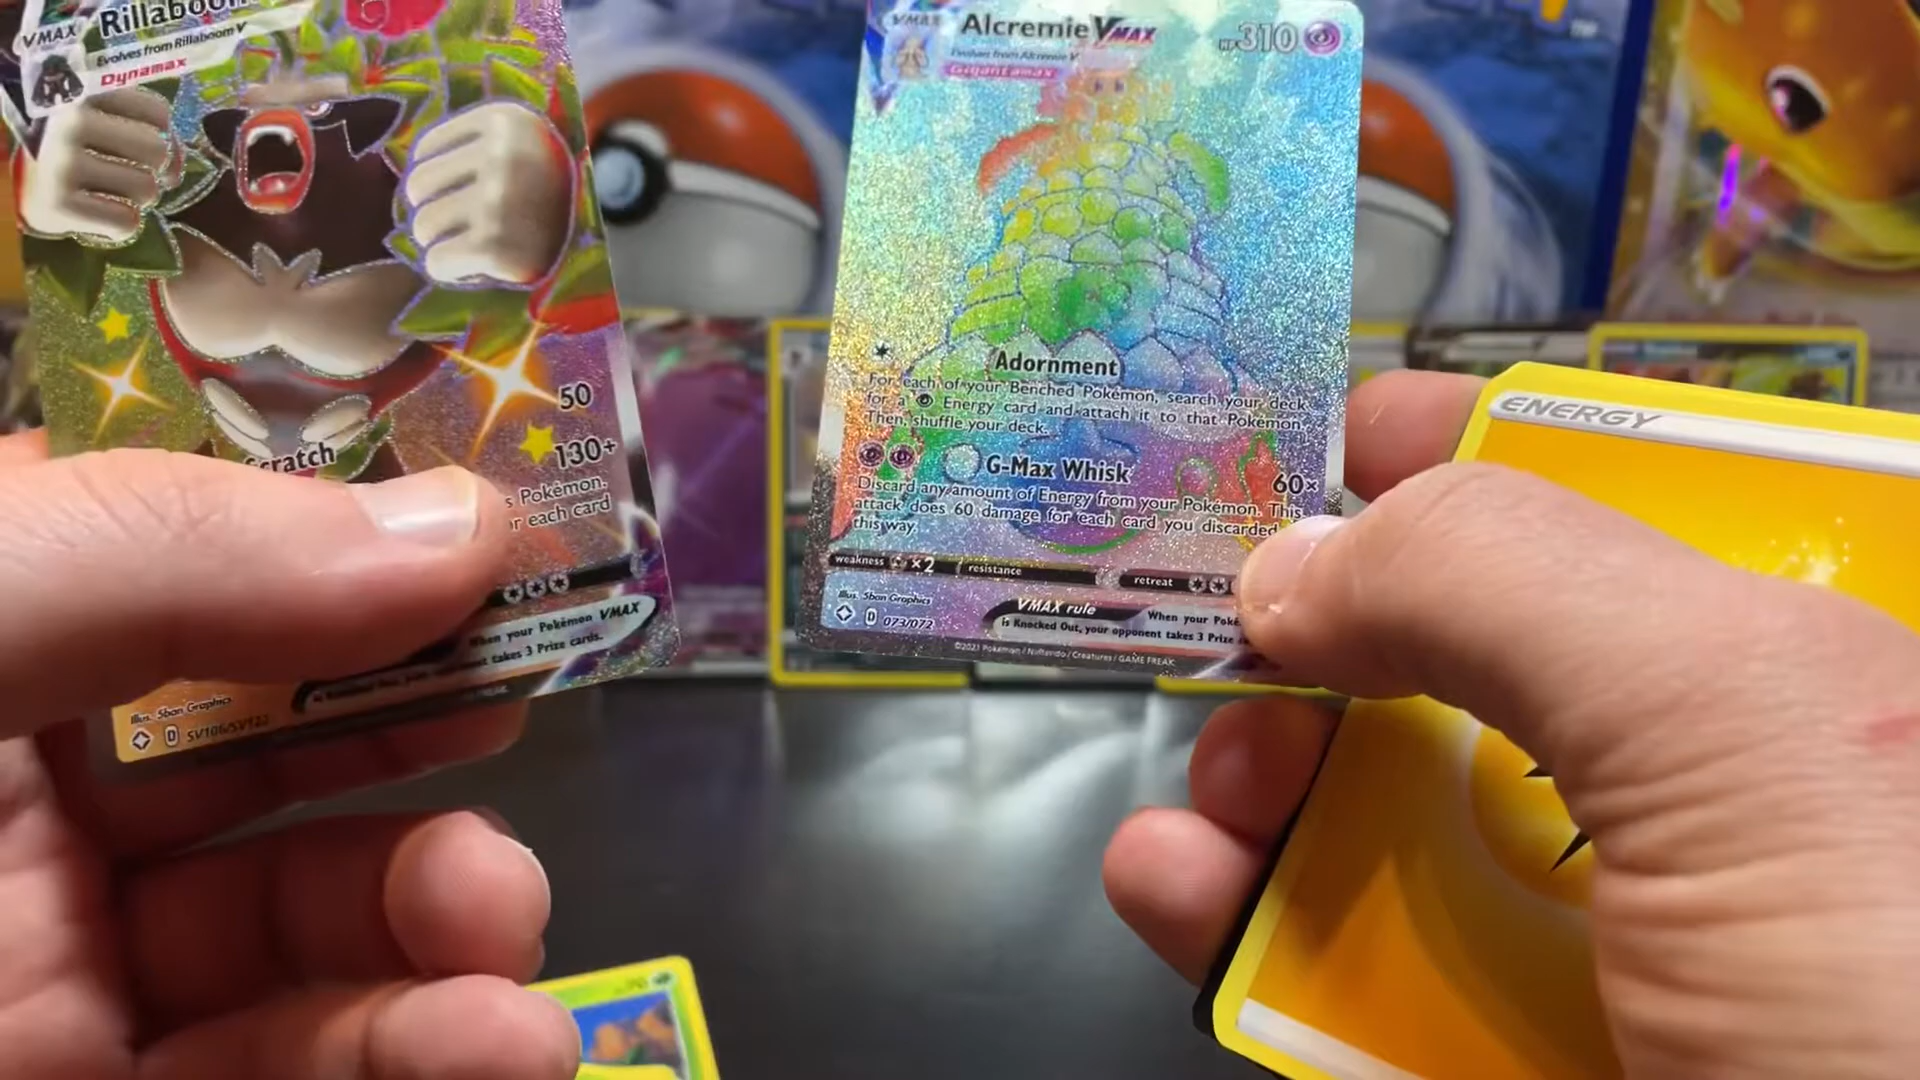 VMAX
Rillaboom
Evolves from Rillaboom V
Dynamax
50
Scratch
130+
s Pokémon.
r each card
When your Pokémon VMAX
takes 3 Prize cards.
Illus. 5ban Graphics
D SV106/SV122
VMAX
Alcremie VMAX
HP 310
Evolves from Alcremie V
Gigantamax
Adornment
For each of your Benched Pokémon, search your deck
for a Energy card and attach it to that Pokémon.
Then, shuffle your deck.
G-Max Whisk 60×
Discard any amount of Energy from your Pokémon. This
attack does 60 damage for each card you discarded
this way.
weakness ×2 resistance retreat
Illus. 5ban Graphics
D 073/072
VMAX rule When your Poké
is Knocked Out, your opponent takes 3 Prize
©2021 Pokémon / Nintendo / Creatures / GAME FREAK
ENERGY
70